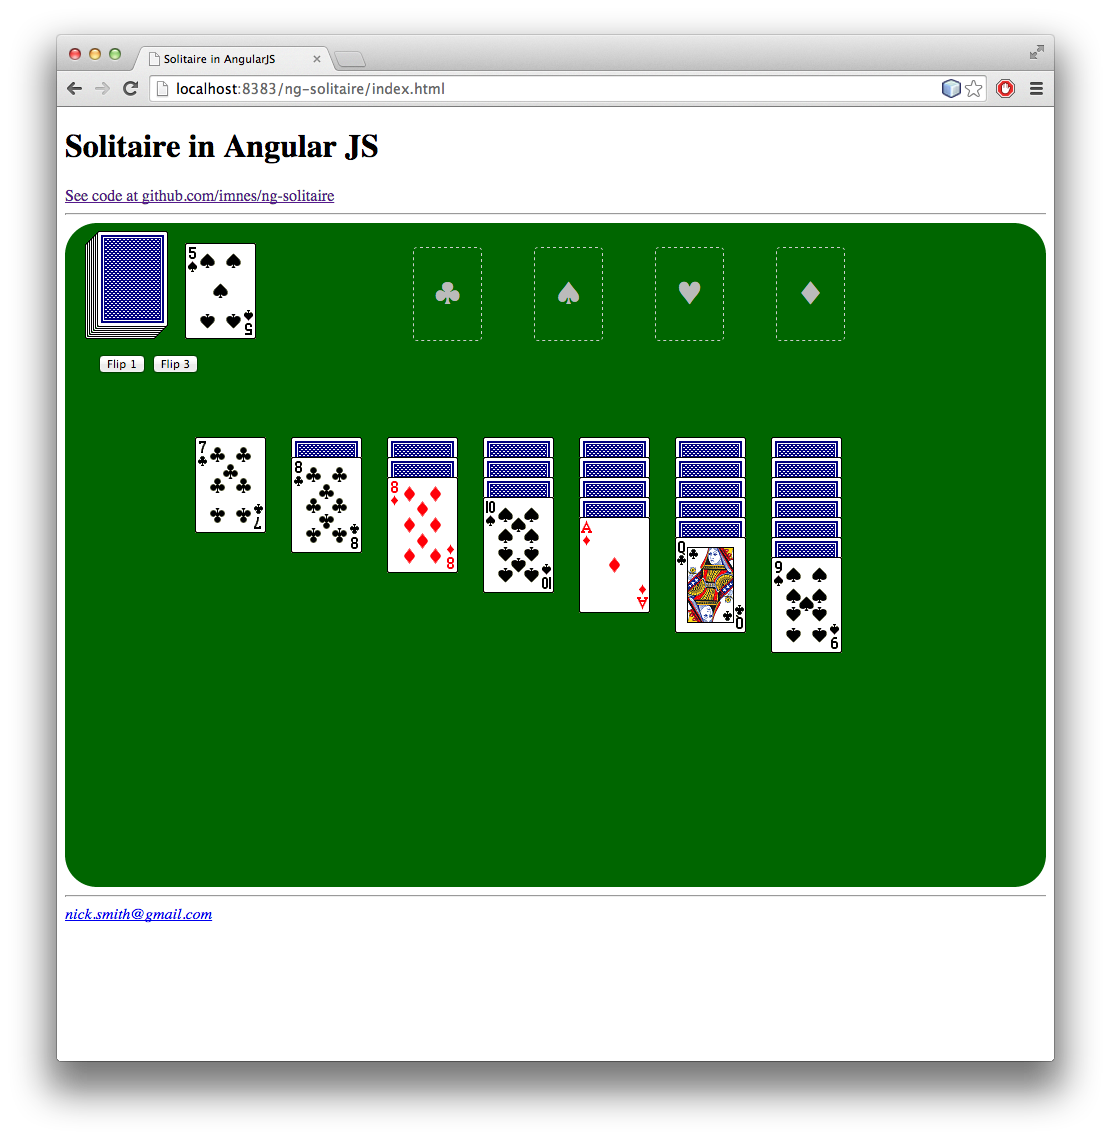 Solitaire in AngularJS
localhost:8383/ng-solitaire/index.html
Solitaire in Angular JS
See code at github.com/imnes/ng-solitaire
5
5
Flip 1 Flip 3
7
7
8
8
8
8
10
10
A
A
Q
Q
9
9
nick.smith@gmail.com